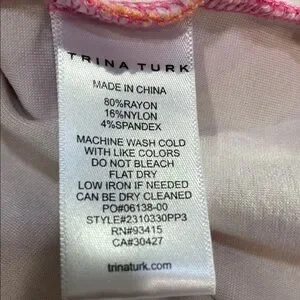 TRINA TURK
MADE IN CHINA
80%RAYON
16%NYLON
4%SPANDEX
MACHINE WASH COLD
WITH LIKE COLORS
DO NOT BLEACH
FLAT DRY
LOW IRON IF NEEDED
CAN BE DRY CLEANED
PO#06138-00
STYLE#2310330PP3
RN#93415
CA#30427
trinaturk.com